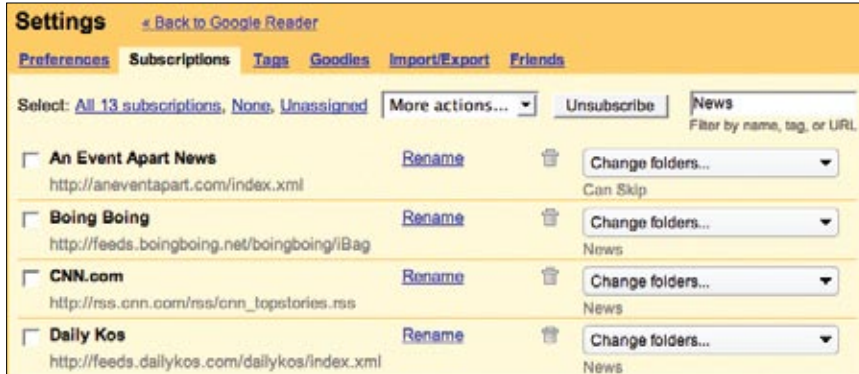 Settings « Back to Google Reader
Preferences Subscriptions Tags Goodies Import/Export Friends
Select: All 13 subscriptions, None, Unassigned More actions... Unsubscribe News
Filter by name, tag, or URL
An Event Apart News Rename Change folders...
http://aneventapart.com/index.xml Can Skip
Boing Boing Rename Change folders...
http://feeds.boingboing.net/boingboing/iBag News
CNN.com Rename Change folders...
http://rss.cnn.com/rss/cnn_topstories.rss News
Daily Kos Rename Change folders...
http://feeds.dailykos.com/dailykos/index.xml News